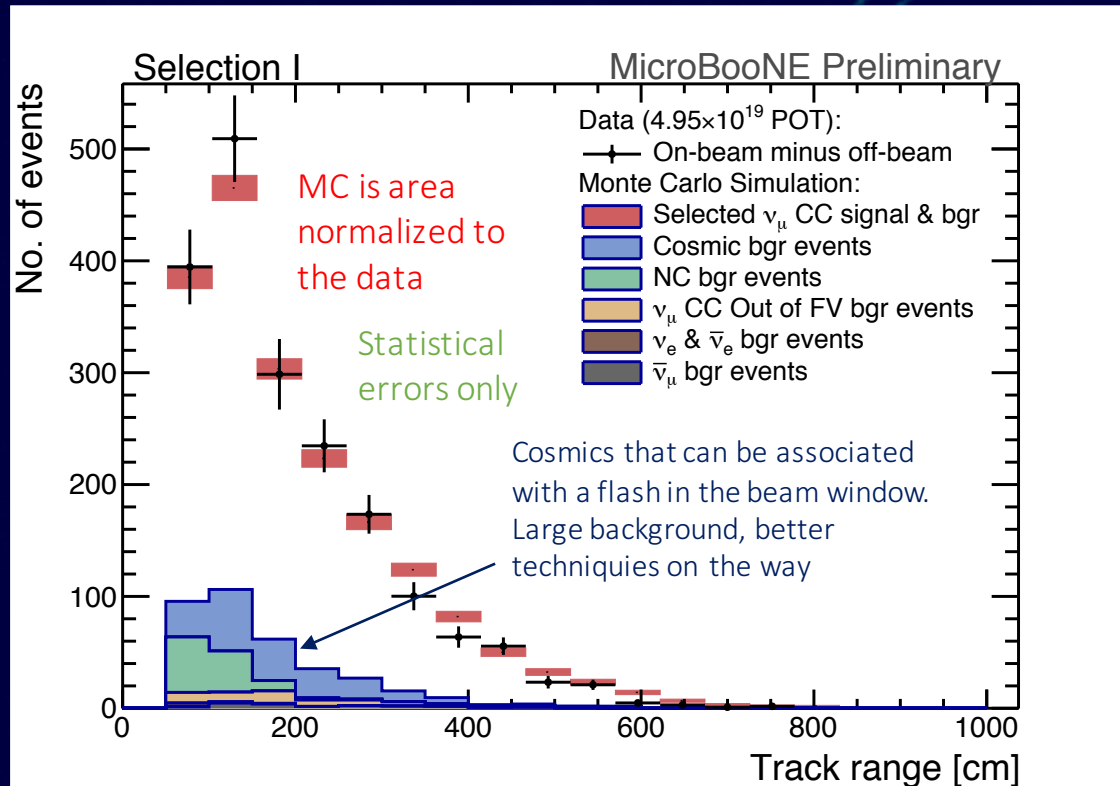 Selection I
MicroBooNE Preliminary
No. of events
500
400
300
200
100
0
Data (4.95×10¹⁹ POT):
On-beam minus off-beam
Monte Carlo Simulation:
Selected νμ CC signal & bgr
Cosmic bgr events
NC bgr events
νμ CC Out of FV bgr events
νe & ν̅e bgr events
ν̅μ bgr events
MC is area
normalized to
the data
Statistical
errors only
Cosmics that can be associated
with a flash in the beam window.
Large background, better
techniquies on the way
0 200 400 600 800 1000
Track range [cm]